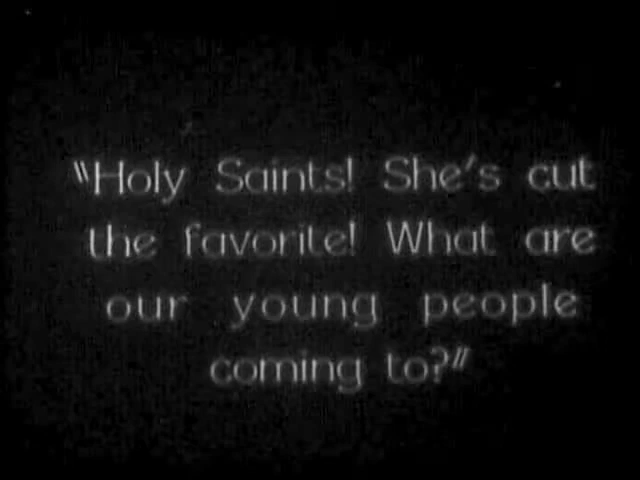 "Holy Saints! She's cut
the favorite! What are
our young people
coming to?"